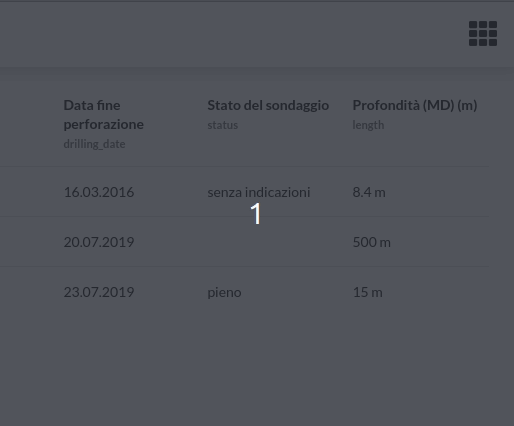 Data fine perforazione
drilling_date
Stato del sondaggio
status
Profondità (MD) (m)
length
16.03.2016 senza indicazioni 8.4 m
1
20.07.2019 500 m
23.07.2019 pieno 15 m